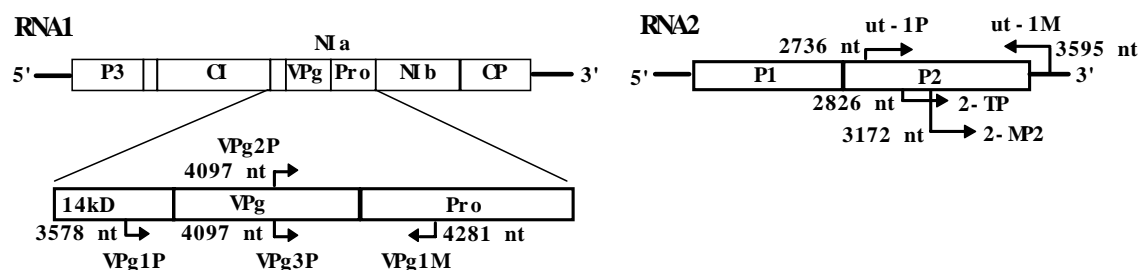 RNA1
NIa
5' P3 CI VPg Pro NIb CP 3'
VPg2P
4097 nt
14kD VPg Pro
3578 nt 4097 nt 4281 nt
VPg1P VPg3P VPg1M
RNA2
ut - 1P ut - 1M
2736 nt 3595 nt
5' P1 P2 3'
2826 nt 2- TP
3172 nt 2- MP2